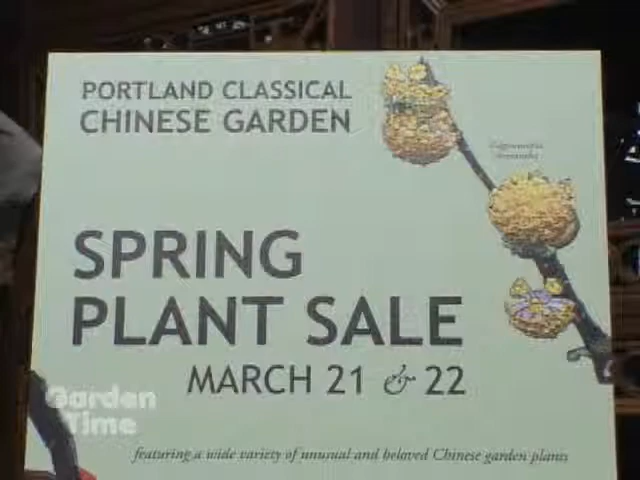 PORTLAND CLASSICAL
CHINESE GARDEN
SPRING
PLANT SALE
MARCH 21 & 22
Garden
Time
featuring a wide variety of unusual and beloved Chinese garden plants